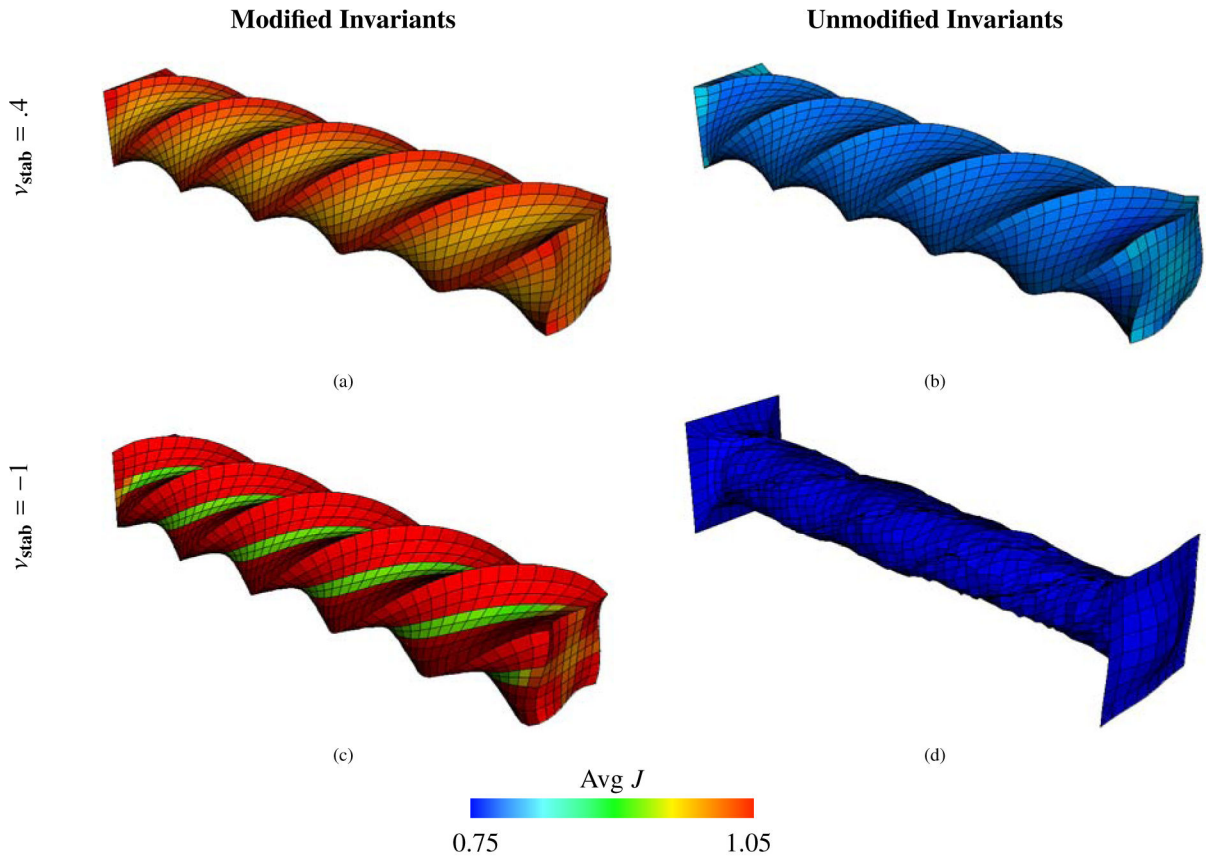 Modified Invariants
Unmodified Invariants
νstab = .4
(a)
(b)
νstab = −1
(c)
(d)
Avg J
0.75
1.05